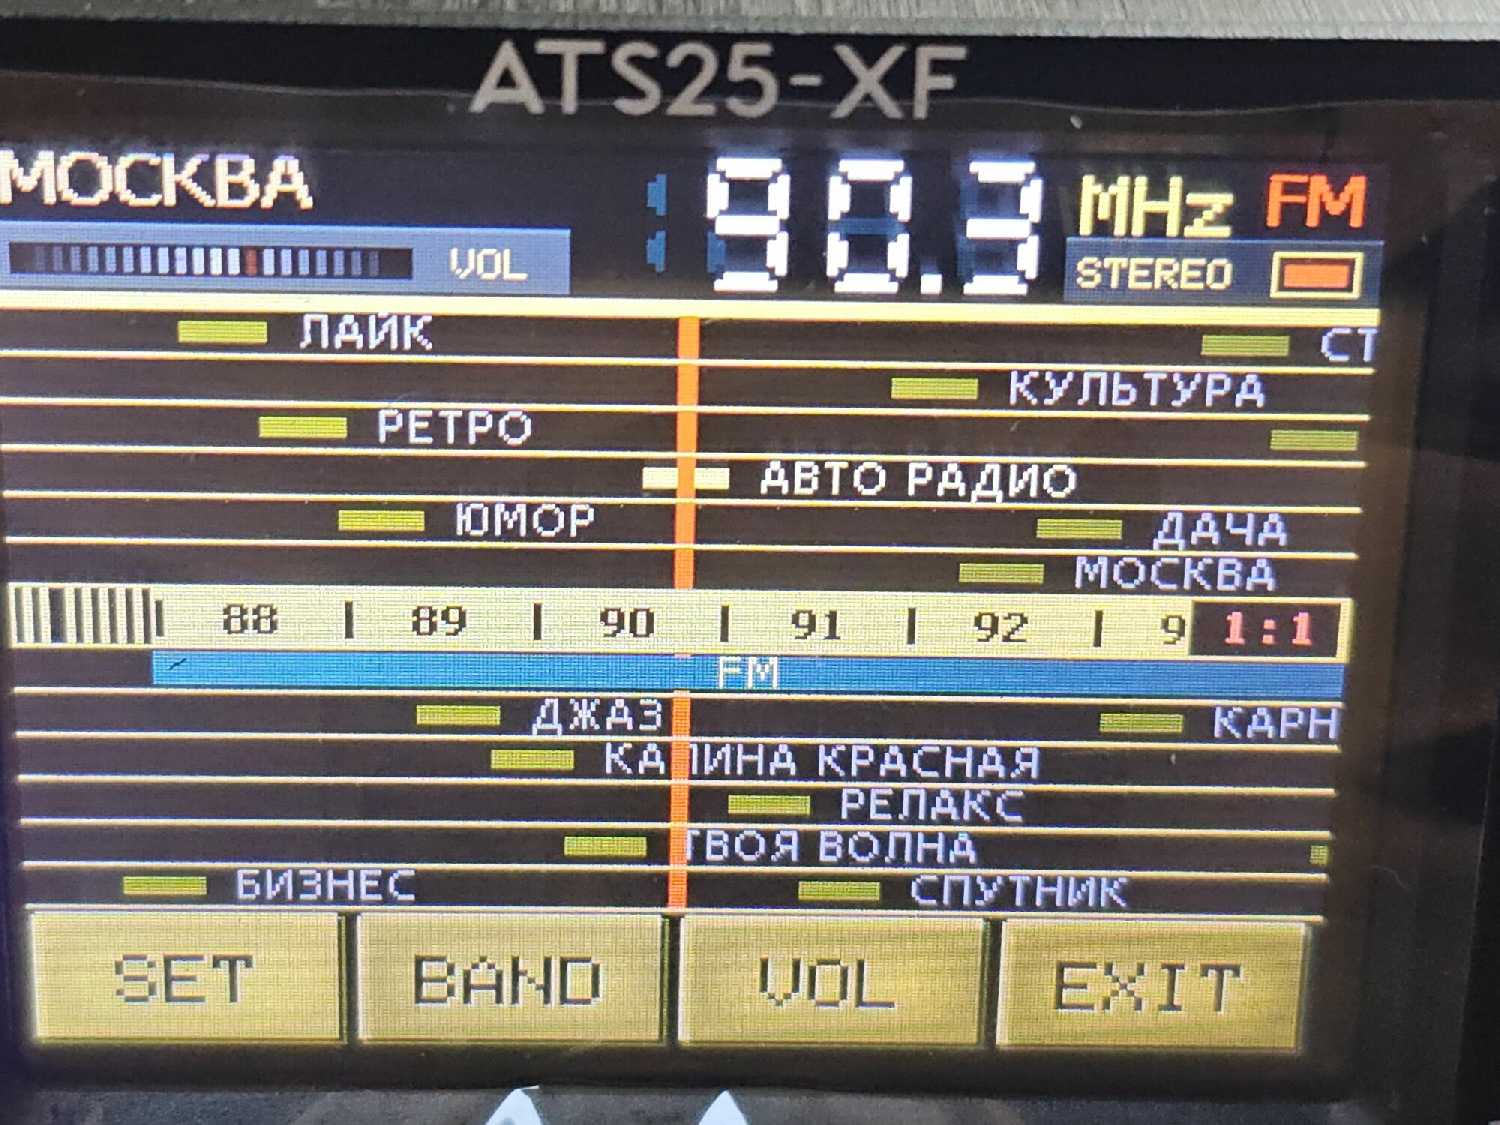 ATS25-XF
МОСКВА 90.3 MHz FM
VOL STEREO
ЛАЙК СТ
КУЛЬТУРА
РЕТРО
АВТО РАДИО
ЮМОР ДАЧА
МОСКВА
88 | 89 | 90 | 91 | 92 | 9 1:1
FM
ДЖАЗ КАРН
КАЛИНА КРАСНАЯ
РЕЛАКС
ТВОЯ ВОЛНА
БИЗНЕС СПУТНИК
SET BAND VOL EXIT